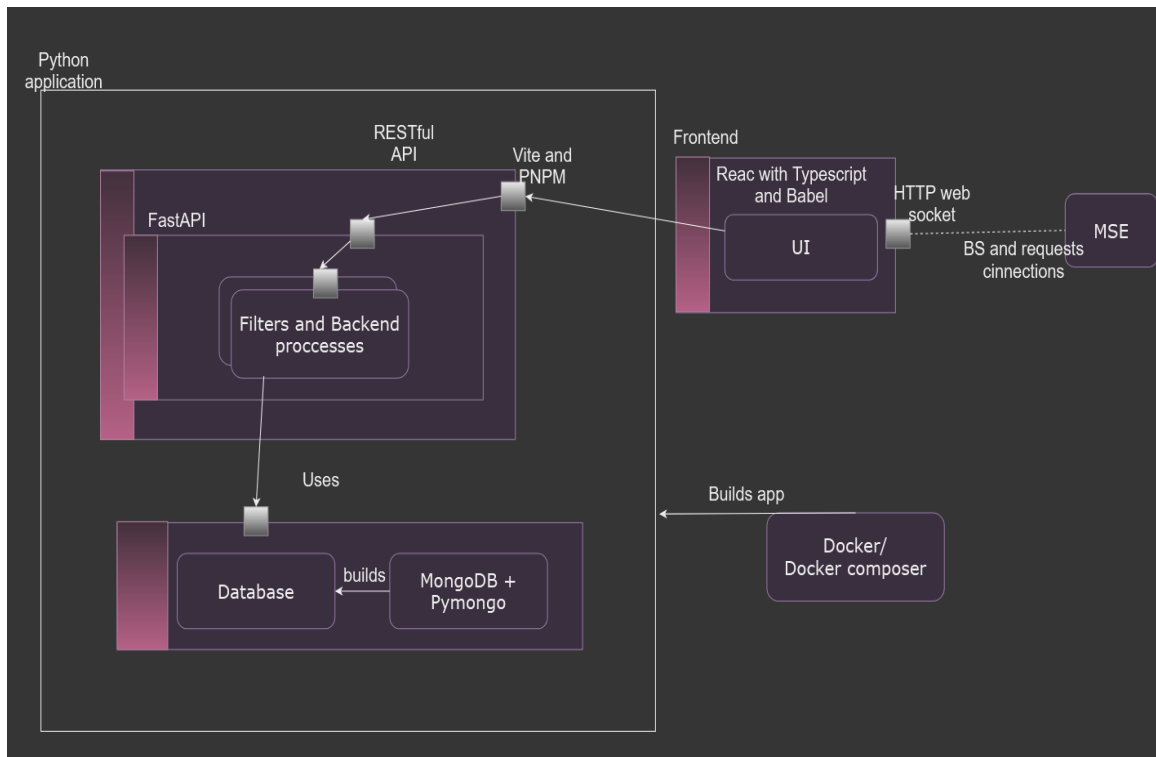 Python
application
RESTful
API
Vite and
PNPM
Frontend
FastAPI
Reac with Typescript
and Babel
HTTP web
socket
UI
MSE
BS and requests
cinnections
Filters and Backend
proccesses
Uses
Builds app
Docker/
Docker composer
Database
builds
MongoDB +
Pymongo